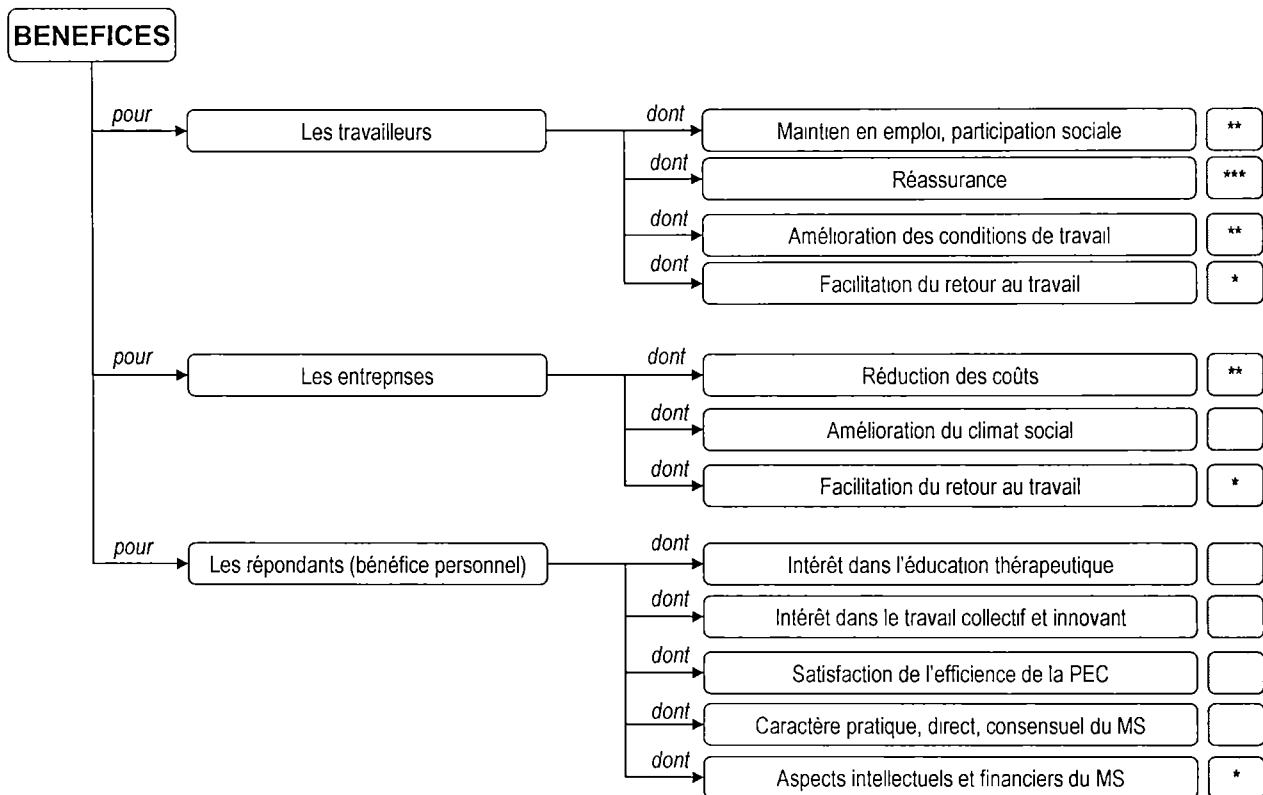 BENEFICES
pour
Les travailleurs
dont
Maintien en emploi, participation sociale
**
dont
Réassurance
***
dont
Amélioration des conditions de travail
**
dont
Facilitation du retour au travail
*
pour
Les entreprises
dont
Réduction des coûts
**
dont
Amélioration du climat social
dont
Facilitation du retour au travail
*
pour
Les répondants (bénéfice personnel)
dont
Intérêt dans l'éducation thérapeutique
dont
Intérêt dans le travail collectif et innovant
dont
Satisfaction de l'efficience de la PEC
dont
Caractère pratique, direct, consensuel du MS
dont
Aspects intellectuels et financiers du MS
*